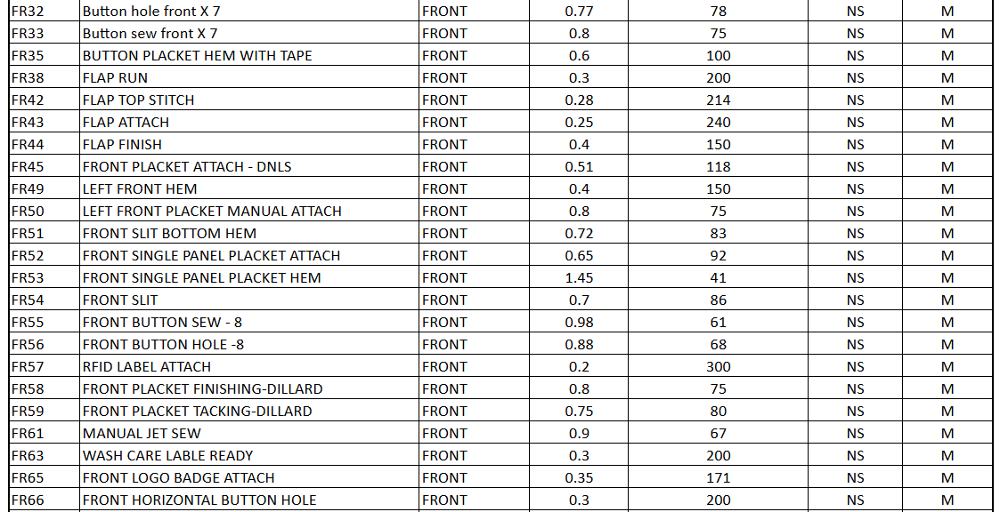 FR32 Button hole front X 7 FRONT 0.77 78 NS M
FR33 Button sew front X 7 FRONT 0.8 75 NS M
FR35 BUTTON PLACKET HEM WITH TAPE FRONT 0.6 100 NS M
FR38 FLAP RUN FRONT 0.3 200 NS M
FR42 FLAP TOP STITCH FRONT 0.28 214 NS M
FR43 FLAP ATTACH FRONT 0.25 240 NS M
FR44 FLAP FINISH FRONT 0.4 150 NS M
FR45 FRONT PLACKET ATTACH - DNLS FRONT 0.51 118 NS M
FR49 LEFT FRONT HEM FRONT 0.4 150 NS M
FR50 LEFT FRONT PLACKET MANUAL ATTACH FRONT 0.8 75 NS M
FR51 FRONT SLIT BOTTOM HEM FRONT 0.72 83 NS M
FR52 FRONT SINGLE PANEL PLACKET ATTACH FRONT 0.65 92 NS M
FR53 FRONT SINGLE PANEL PLACKET HEM FRONT 1.45 41 NS M
FR54 FRONT SLIT FRONT 0.7 86 NS M
FR55 FRONT BUTTON SEW - 8 FRONT 0.98 61 NS M
FR56 FRONT BUTTON HOLE -8 FRONT 0.88 68 NS M
FR57 RFID LABEL ATTACH FRONT 0.2 300 NS M
FR58 FRONT PLACKET FINISHING-DILLARD FRONT 0.8 75 NS M
FR59 FRONT PLACKET TACKING-DILLARD FRONT 0.75 80 NS M
FR61 MANUAL JET SEW FRONT 0.9 67 NS M
FR63 WASH CARE LABLE READY FRONT 0.3 200 NS M
FR65 FRONT LOGO BADGE ATTACH FRONT 0.35 171 NS M
FR66 FRONT HORIZONTAL BUTTON HOLE FRONT 0.3 200 NS M